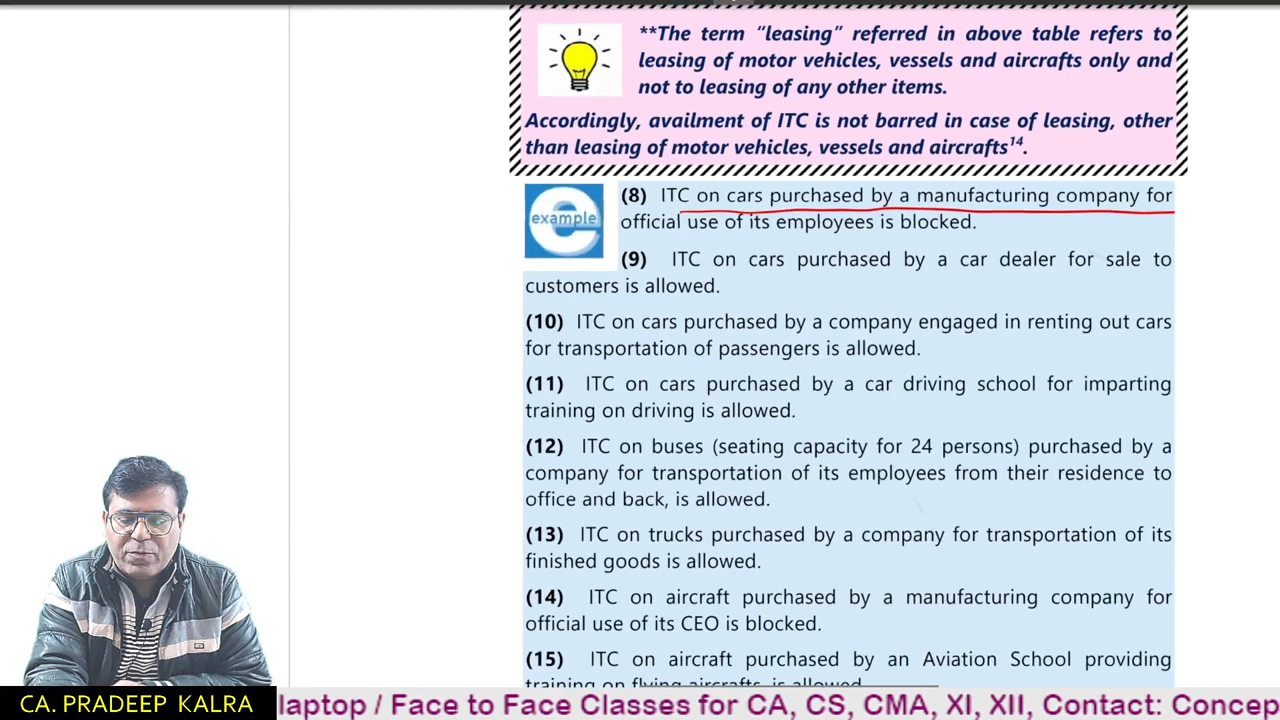 **The term “leasing” referred in above table refers to
leasing of motor vehicles, vessels and aircrafts only and
not to leasing of any other items.
Accordingly, availment of ITC is not barred in case of leasing, other
than leasing of motor vehicles, vessels and aircrafts14.
example
(8) ITC on cars purchased by a manufacturing company for
official use of its employees is blocked.
(9) ITC on cars purchased by a car dealer for sale to
customers is allowed.
(10) ITC on cars purchased by a company engaged in renting out cars
for transportation of passengers is allowed.
(11) ITC on cars purchased by a car driving school for imparting
training on driving is allowed.
(12) ITC on buses (seating capacity for 24 persons) purchased by a
company for transportation of its employees from their residence to
office and back, is allowed.
(13) ITC on trucks purchased by a company for transportation of its
finished goods is allowed.
(14) ITC on aircraft purchased by a manufacturing company for
official use of its CEO is blocked.
(15) ITC on aircraft purchased by an Aviation School providing
training on flying aircrafts, is allowed
CA. PRADEEP KALRA
laptop / Face to Face Classes for CA, CS, CMA, XI, XII, Contact: Concep